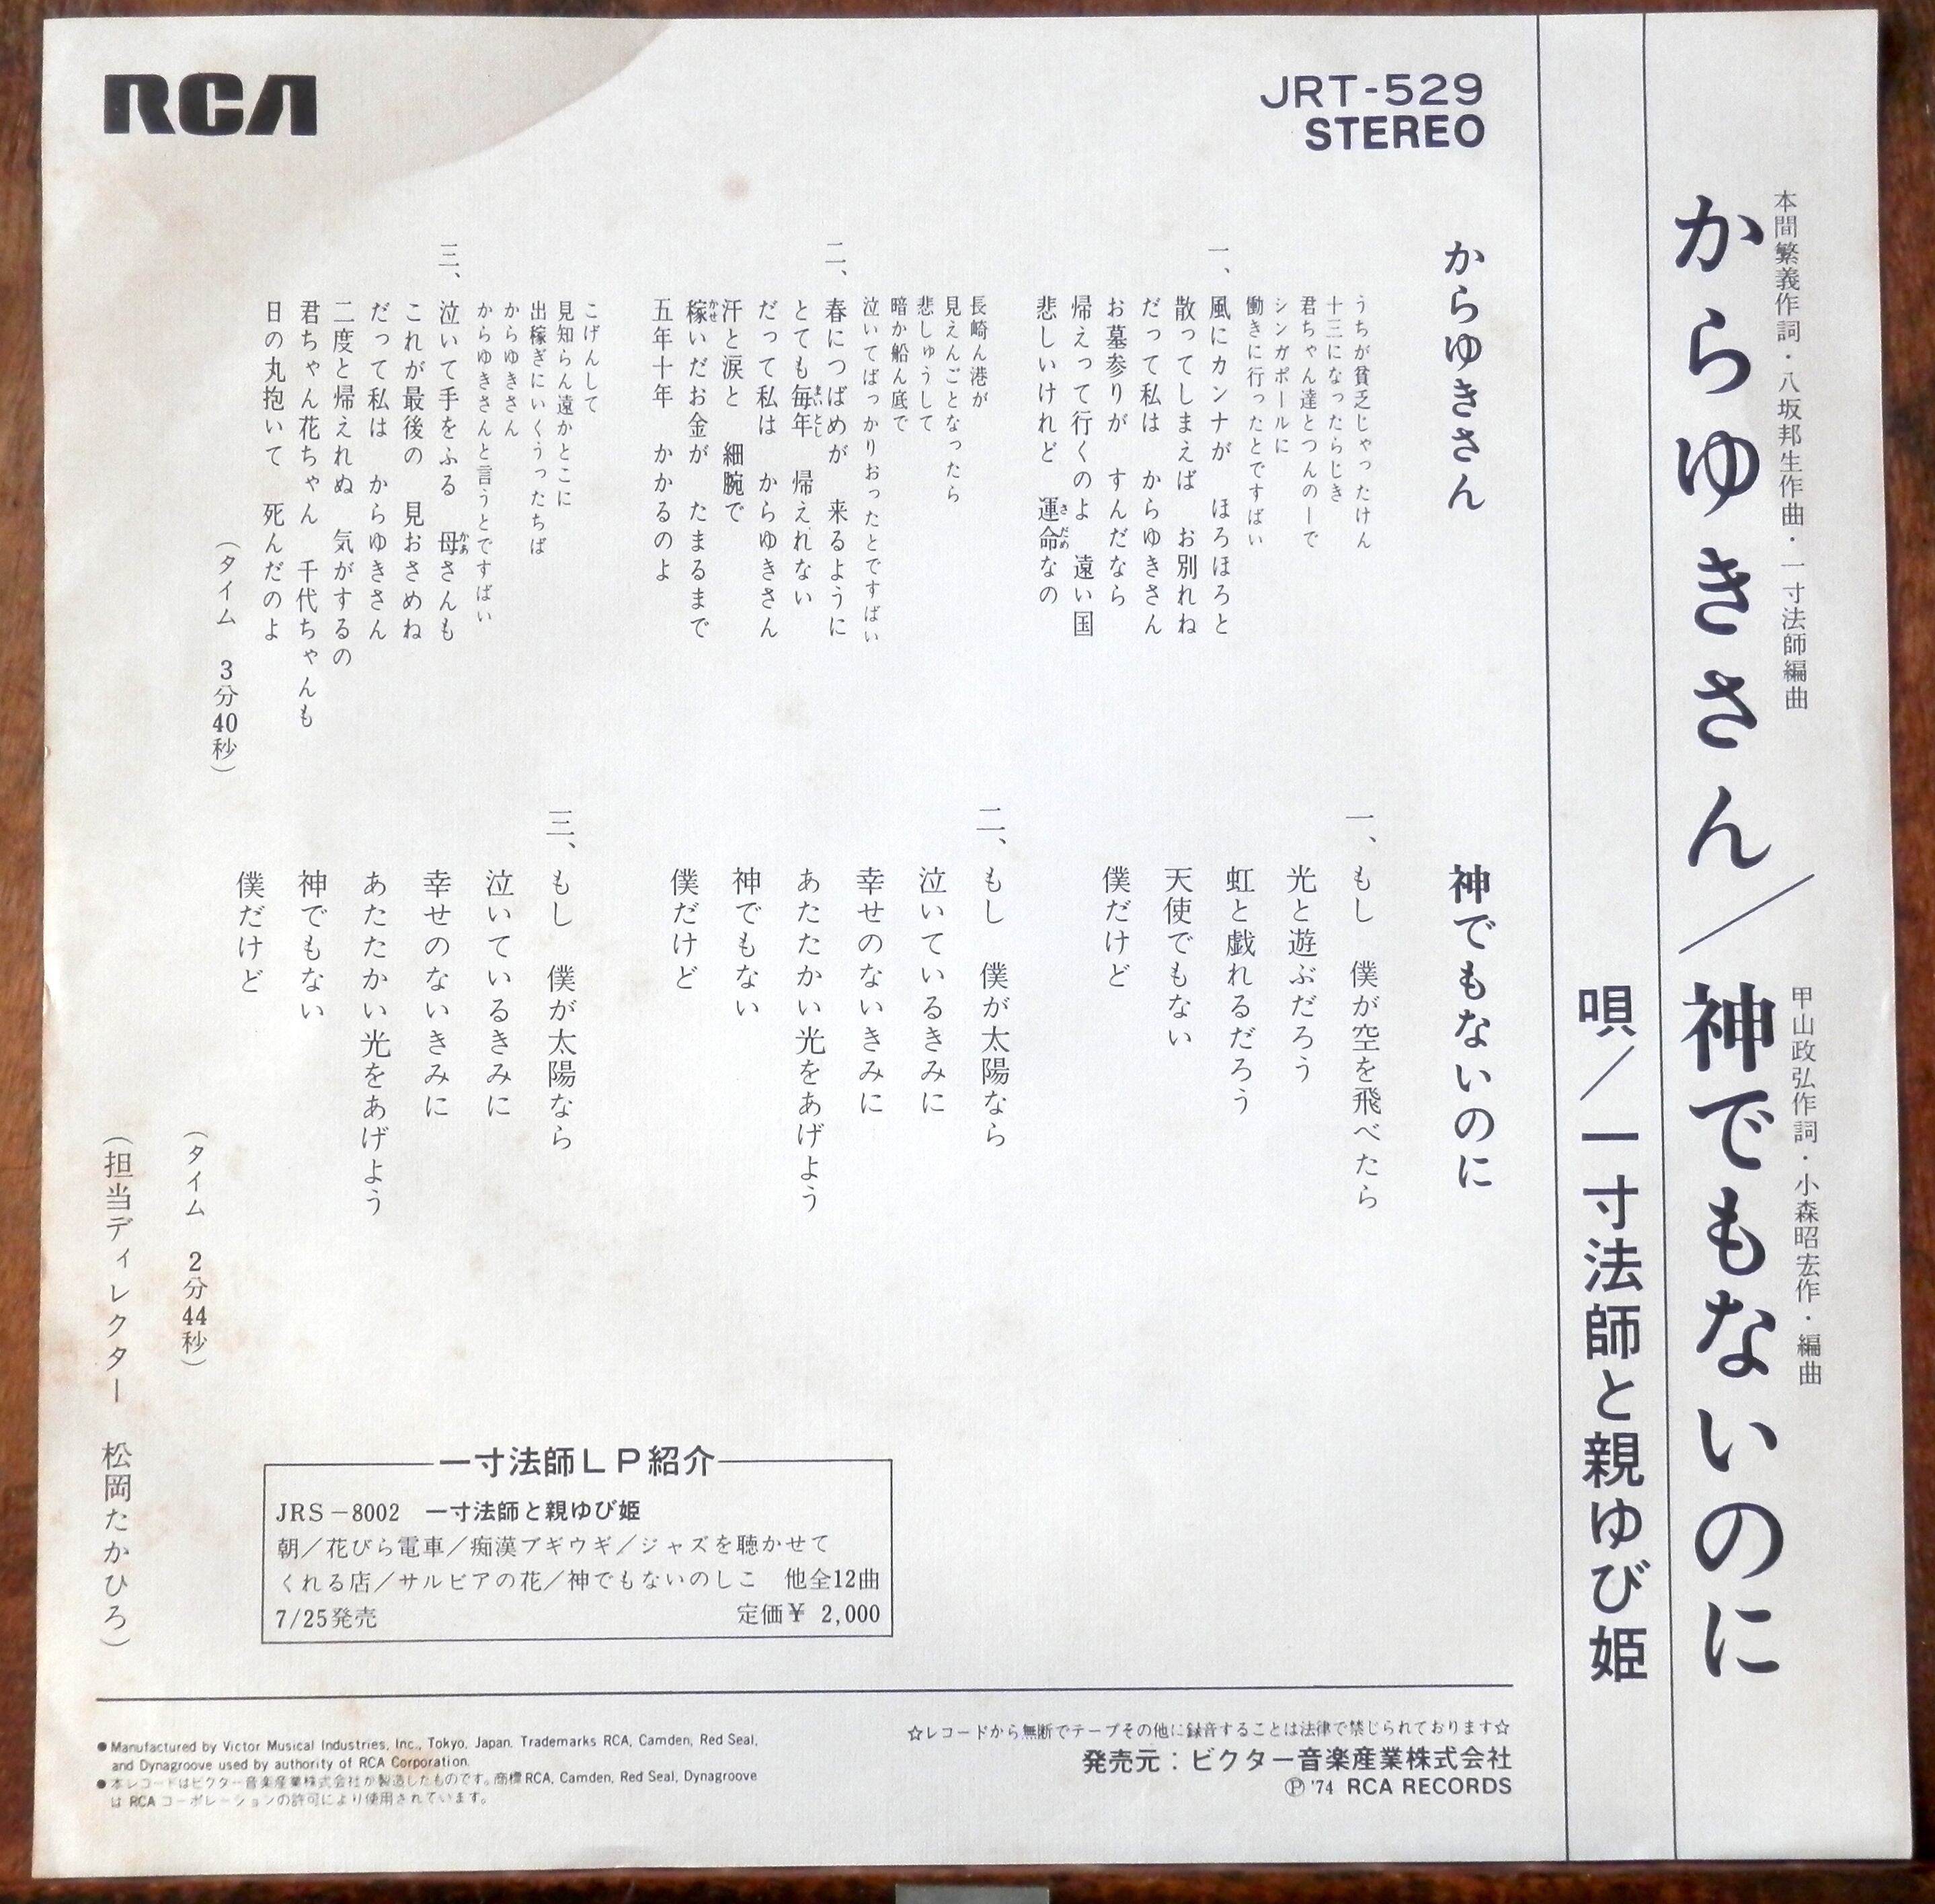 RCA
JRT-529
STEREO
本間繁義作詞・八坂邦生作曲・一寸法師編曲
甲山政弘作詞・小森昭宏作・編曲
からゆきさん／神でもないのに
唄／一寸法師と親ゆび姫
からゆきさん
うちが貧乏じゃったけん
十三になったらじき
君ちゃん達とつんのーで
シンガポールに
働きに行ったとですばい
一、風にカンナが　ほろほろと
散ってしまえば　お別れね
だって私は　からゆきさん
お墓参りが　すんだなら
帰えって行くのよ　遠い国
悲しいけれど　運命なの
長崎ん港が
見えんごとなったら
悲しゅうして
暗か船ん底で
泣いてばっかりおったとですばい
二、春につばめが　来るように
とても毎年　帰えれない
だって私は　からゆきさん
汗と涙と　細腕で
稼いだお金が　たまるまで
五年十年　かかるのよ
こげんして
見知らん遠かとこに
出稼ぎにいくうったちば
からゆきさん
からゆきさんと言うとですばい
三、泣いて手をふる　母さんも
これが最後の　見おさめね
だって私は　からゆきさん
二度と帰えれぬ　気がするの
君ちゃん花ちゃん　千代ちゃんも
日の丸抱いて　死んだのよ
（タイム　3分40秒）
神でもないのに
一、もし　僕が空を飛べたら
光と遊ぶだろう
虹と戯れるだろう
天使でもない
僕だけど
二、もし　僕が太陽なら
泣いているきみに
幸せのないきみに
あたたかい光をあげよう
神でもない
僕だけど
三、もし　僕が太陽なら
泣いているきみに
幸せのないきみに
あたたかい光をあげよう
神でもない
僕だけど
（タイム　2分44秒）
（担当ディレクター　松岡たかひろ）
一寸法師ＬＰ紹介
JRS－8002　一寸法師と親ゆび姫
朝／花びら電車／痴漢ブギウギ／ジャズを聴かせて
くれる店／サルビアの花／神でもないのしこ　他全12曲
7/25発売　定価¥ 2,000
☆レコードから無断でテープその他に録音することは法律で禁じられております☆
発売元：ビクター音楽産業株式会社
Ⓟ '74 RCA RECORDS
●Manufactured by Victor Musical Industries, Inc., Tokyo, Japan. Trademarks RCA, Camden, Red Seal,
and Dynagroove used by authority of RCA Corporation.
●本レコードはビクター音楽産業株式会社が製造したものです。商標RCA, Camden, Red Seal, Dynagroove
は RCA コーポレーションの許可により使用されています。